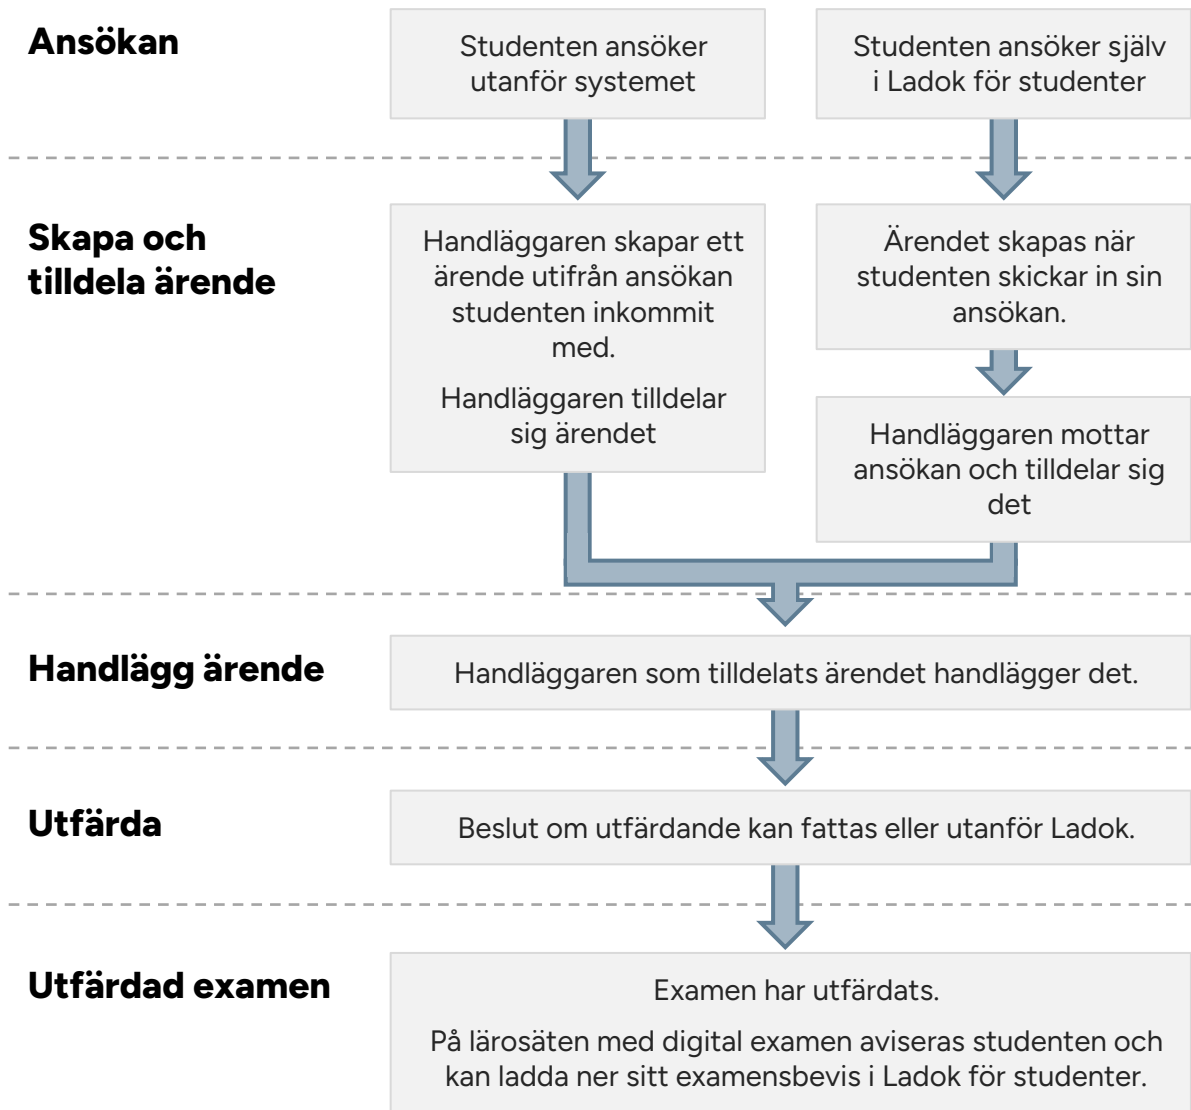 Ansökan
Studenten ansöker
utanför systemet
Studenten ansöker själv
i Ladok för studenter
Skapa och
tilldela ärende
Handläggaren skapar ett
ärende utifrån ansökan
studenten inkommit
med.
Handläggaren tilldelar
sig ärendet
Ärendet skapas när
studenten skickar in sin
ansökan.
Handläggaren mottar
ansökan och tilldelar sig
det
Handlägg ärende
Handläggaren som tilldelats ärendet handlägger det.
Utfärda
Beslut om utfärdande kan fattas eller utanför Ladok.
Utfärdad examen
Examen har utfärdats.
På lärosäten med digital examen aviseras studenten och
kan ladda ner sitt examensbevis i Ladok för studenter.